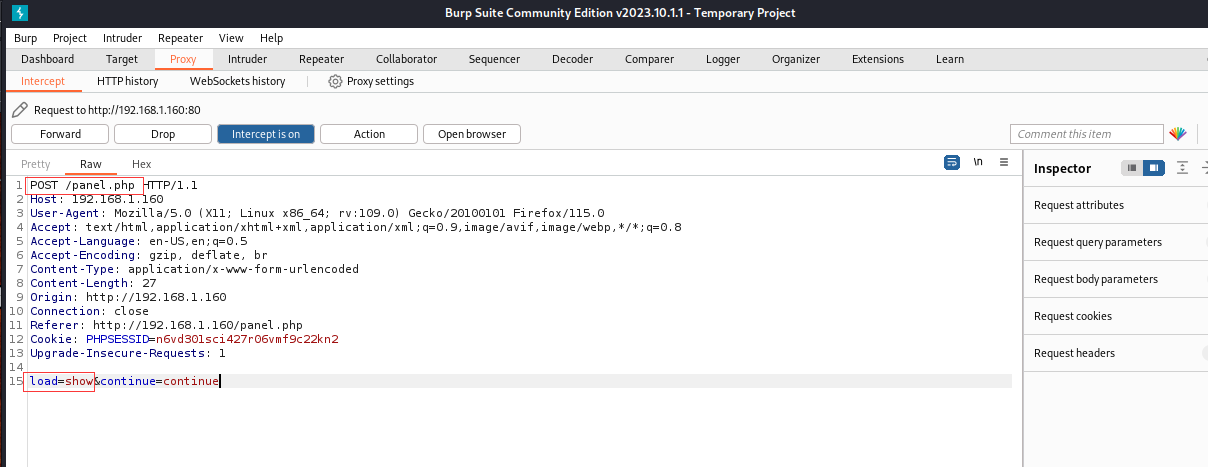 Burp Suite Community Edition v2023.10.1.1 - Temporary Project
Burp Project Intruder Repeater View Help
Dashboard Target Proxy Intruder Repeater Collaborator Sequencer Decoder Comparer Logger Organizer Extensions Learn
Intercept HTTP history WebSockets history Proxy settings
Request to http://192.168.1.160:80
Forward Drop Intercept is on Action Open browser Comment this item
Pretty Raw Hex \n Inspector
1 POST /panel.php HTTP/1.1
2 Host: 192.168.1.160
3 User-Agent: Mozilla/5.0 (X11; Linux x86_64; rv:109.0) Gecko/20100101 Firefox/115.0
4 Accept: text/html,application/xhtml+xml,application/xml;q=0.9,image/avif,image/webp,*/*;q=0.8
5 Accept-Language: en-US,en;q=0.5
6 Accept-Encoding: gzip, deflate, br
7 Content-Type: application/x-www-form-urlencoded
8 Content-Length: 27
9 Origin: http://192.168.1.160
10 Connection: close
11 Referer: http://192.168.1.160/panel.php
12 Cookie: PHPSESSID=n6vd301sci427r06vmf9c22kn2
13 Upgrade-Insecure-Requests: 1
14
15 load=show&continue=continue
Request attributes
Request query parameters
Request body parameters
Request cookies
Request headers